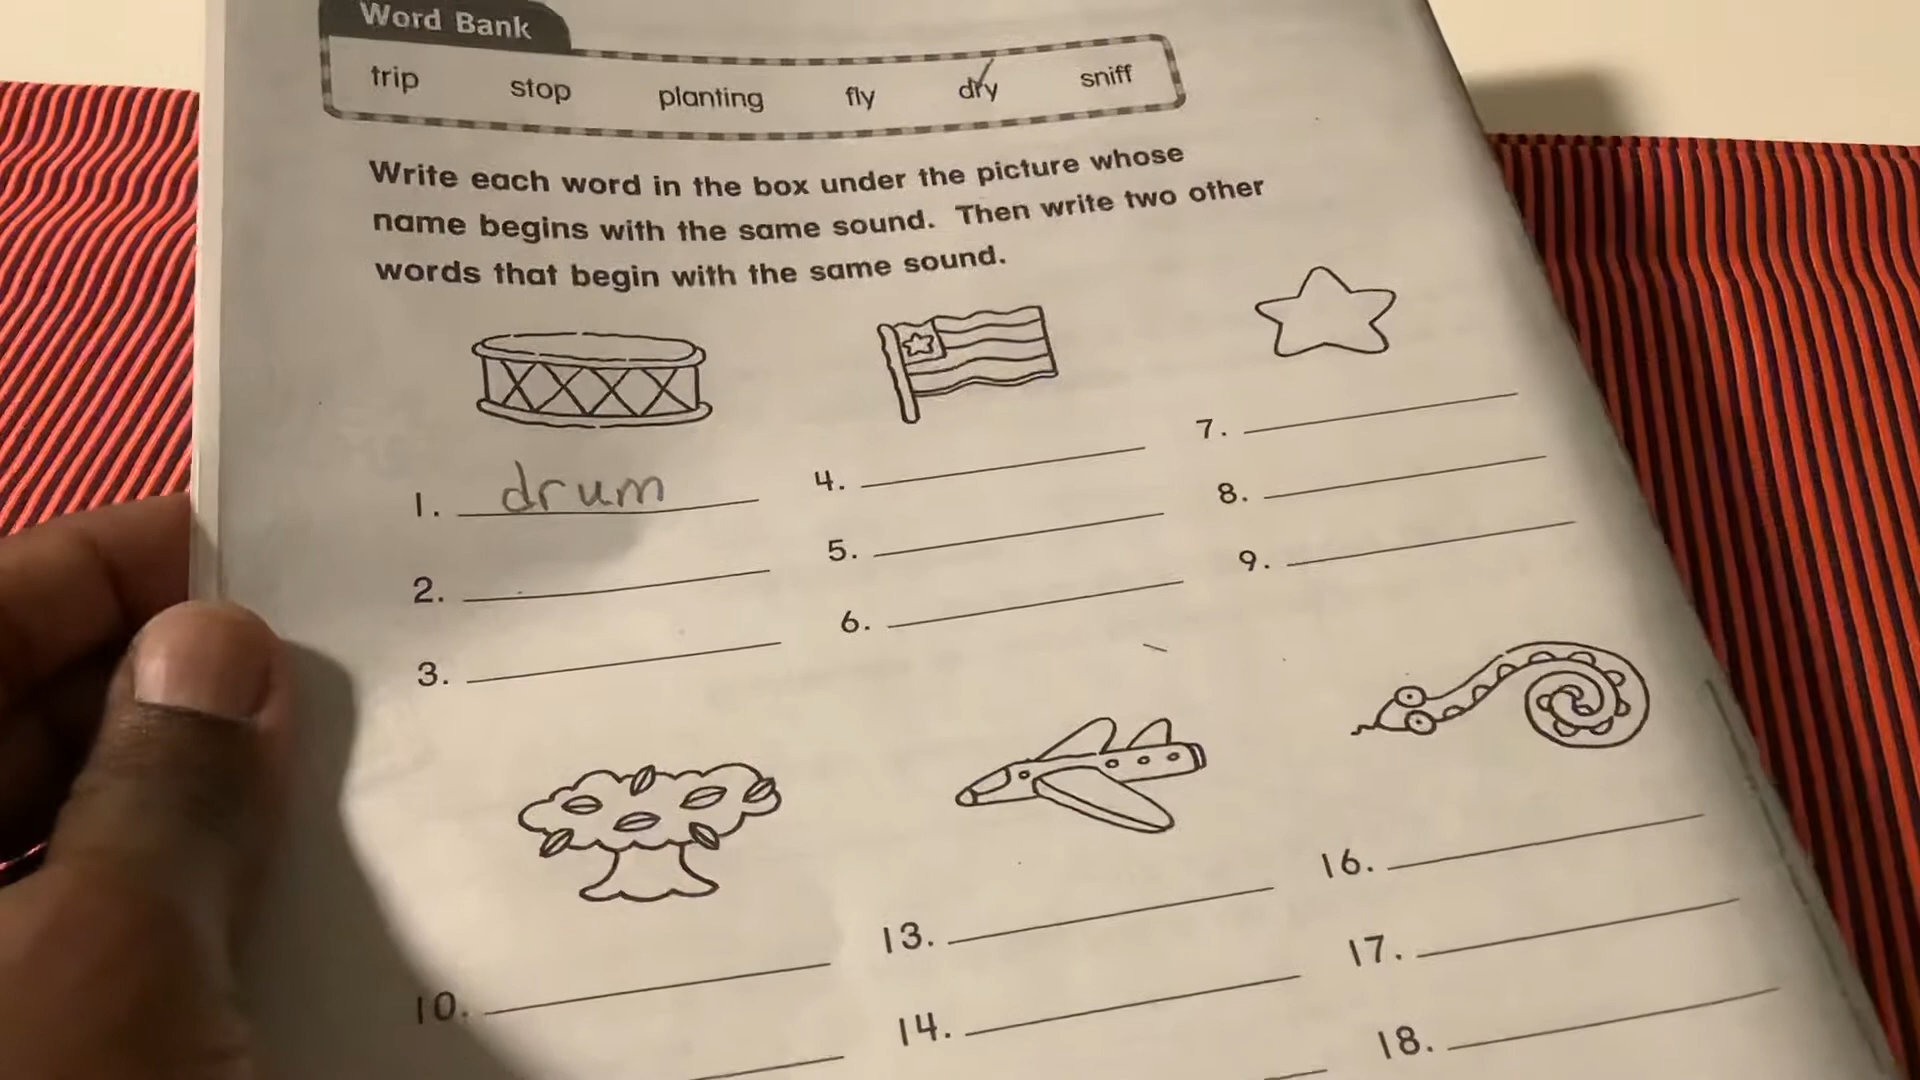 Word Bank
trip stop planting fly dry sniff
Write each word in the box under the picture whose
name begins with the same sound. Then write two other
words that begin with the same sound.
1. drum
2.
3.
4.
5.
6.
7.
8.
9.
10.
13.
14.
16.
17.
18.